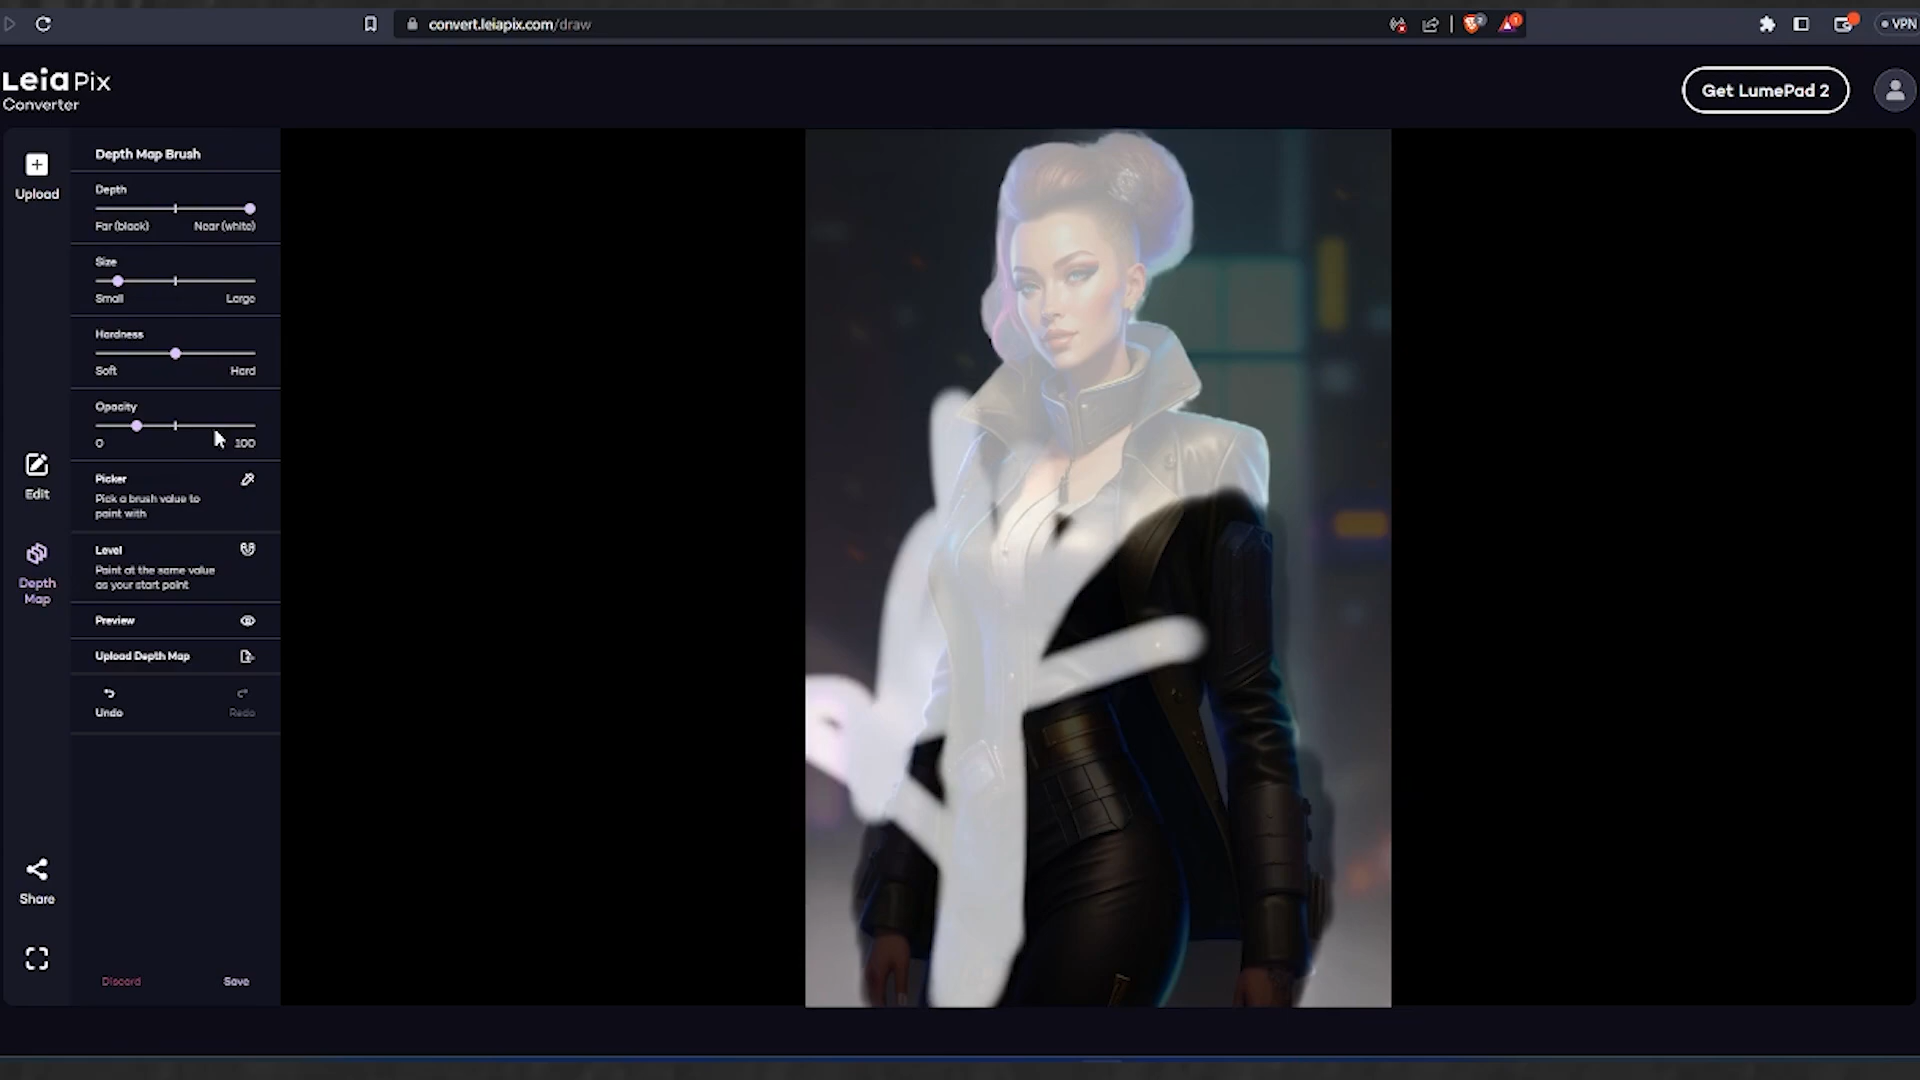 convert.leiapix.com/draw
2
1
VPN
Leia Pix
Converter
Get LumePad 2
Upload
Edit
Depth
Map
Share
Depth Map Brush
Depth
Far (black) Near (white)
Size
Small Large
Hardness
Soft Hard
Opacity
0 100
Picker
Pick a brush value to
paint with
Level
Paint at the same value
as your start point
Preview
Upload Depth Map
Undo Redo
Discard Save